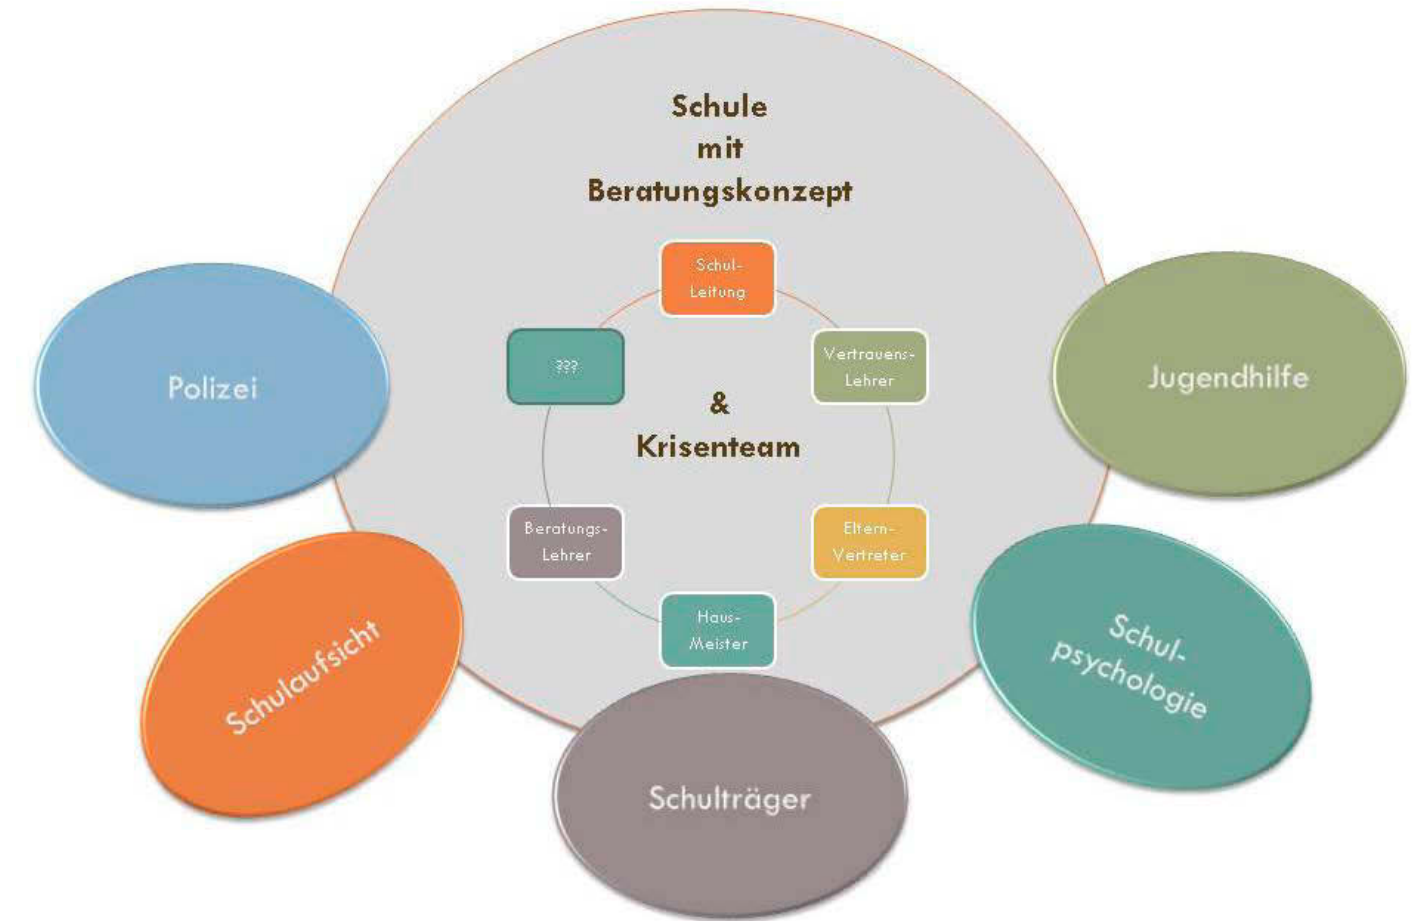 Schule
mit
Beratungskonzept
Schul-
Leitung
???
Vertrauens-
Lehrer
&
Krisenteam
Beratungs-
Lehrer
Eltern-
Vertreter
Haus-
Meister
Polizei
Jugendhilfe
Schulaufsicht
Schul-
psychologie
Schulträger